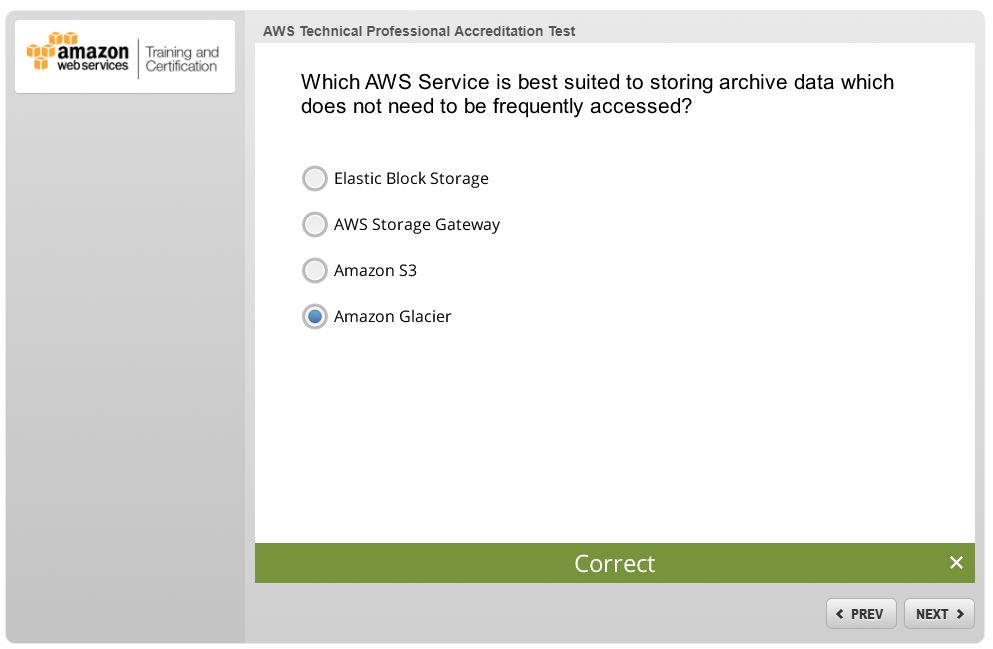 amazon
webservices
Training and
Certification
AWS Technical Professional Accreditation Test
Which AWS Service is best suited to storing archive data which
does not need to be frequently accessed?
Elastic Block Storage
AWS Storage Gateway
Amazon S3
Amazon Glacier
Correct
PREV
NEXT